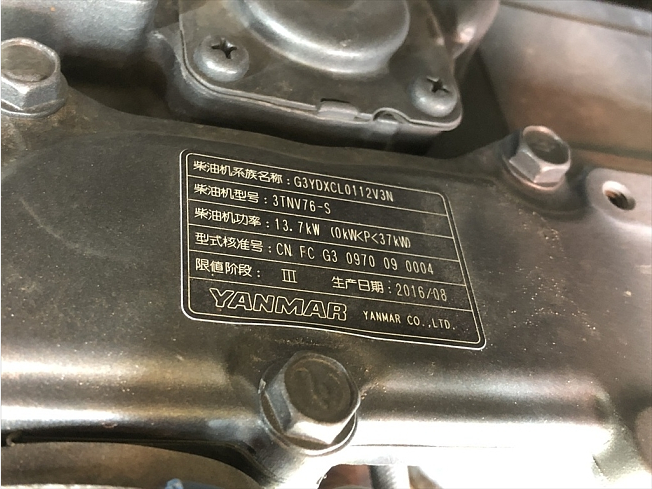 柴油机系族名称：G3YDXCL0112V3N
柴油机型号：3TNV76-S
柴油机功率：13.7kW (0kW<P<37kW)
型式核准号：CN FC G3 0970 09 0004
限值阶段： III 生产日期：2016/08
YANMAR YANMAR CO.,LTD.